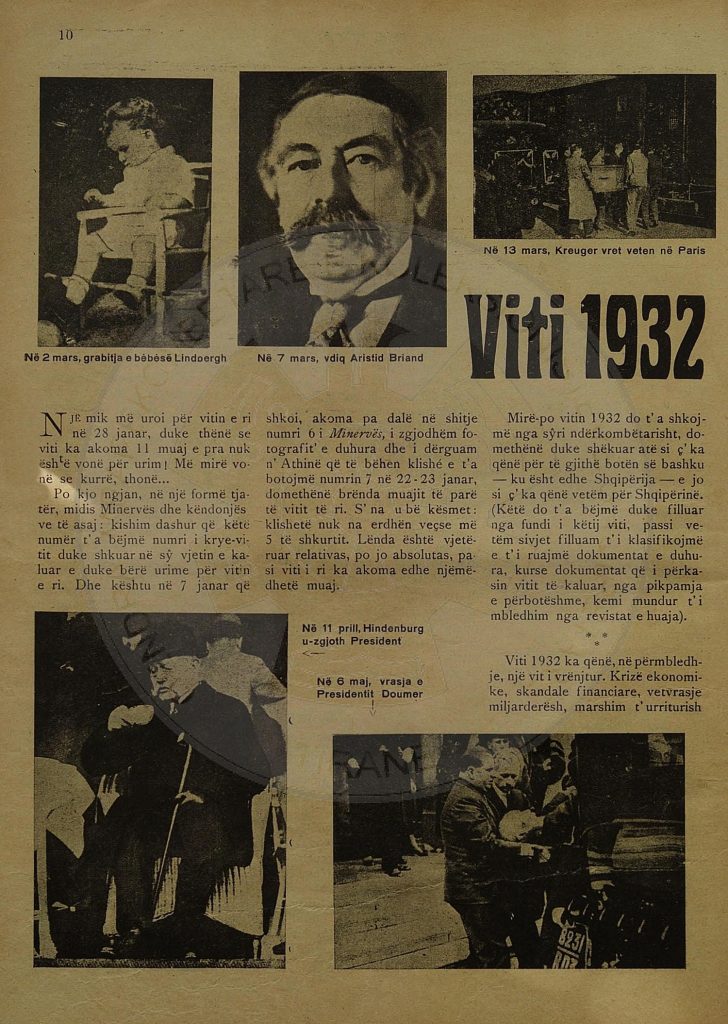 10
Në 2 mars, grabitja e bëbësë Lindbergh
Në 7 mars, vdiq Aristid Briand
Në 13 mars, Kreuger vret veten në Paris
Viti 1932
NJË mik më uroi për vitin e ri
në 28 janar, duke thënë se
viti ka akoma 11 muaj e pra nuk
ësh'ë vonë për urim! Më mirë vo-
në se kurrë, thonë...
Po kjo ngjan, në një formë tja-
tër, midis Minervës dhe këndonjës
ve të asaj: kishim dashur që këtë
numër t'a bëjmë numri i krye-vi-
tit duke shkuar në sŷ vjetin e ka-
luar e duke bërë urime për vitin
e ri. Dhe kështu në 7 janar që
shkoi, akoma pa dalë në shitje
numri 6 i Minervës, i zgjodhëm fo-
tografit' e duhura dhe i dërguam
n' Athinë që të bëhen klishé e t'a
botojmë numrin 7 në 22-23 janar,
domethënë brënda muajit të parë
të vitit të ri. S'na u bë kësmet:
klishetë nuk na erdhën veçse më
5 të shkurtit. Lënda është vjetë-
ruar relativas, po jo absolutas, pa-
si viti i ri ka akoma edhe njëmë-
dhetë muaj.
Mirë-po vitin 1932 do t'a shkoj-
më nga sŷri ndërkombëtarisht, do-
methënë duke shëkuar atë si ç'ka
qënë për të gjithë botën së bashku
— ku ësht edhe Shqipërija — e jo
si ç'ka qënë vetëm për Shqipërinë.
(Këtë do t'a bëjmë duke filluar
nga fundi i këtij viti, passi ve-
tëm sivjet filluam t'i klasifikojmë
e t'i ruajmë dokumentat e duhu-
ra, kurse dokumentat që i përka-
sin vitit të kaluar, nga pikpamja
e përbotëshme, kemi mundur t'i
mbledhim nga revistat e huaja).
* *
*
Viti 1932 ka qënë, në përmbledh-
je, një vit i vrënjtur. Krizë ekonomi-
ke, skandale financiare, vetvrasje
miljarderësh, marshim t'urriturish
Në 11 prill, Hindenburg
u-zgjoth President
Në 6 maj, vrasja e
Presidentit Doumer